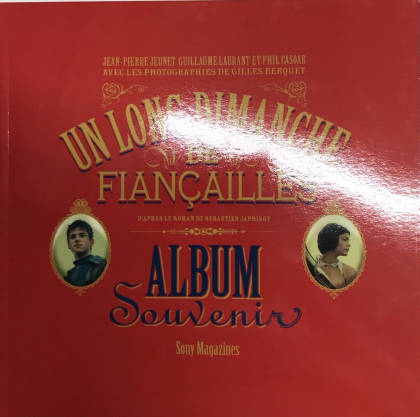 JEAN-PIERRE JEUNET GUILLAUME LAURANT ET PHIL CASOAR
AVEC LES PHOTOGRAPHIES DE GILLES BERQUET
UN LONG DIMANCHE
DE
FIANÇAILLES
D'APRÈS LE ROMAN DE SÉBASTIEN JAPRISOT
ALBUM
Souvenir
Sony Magazines